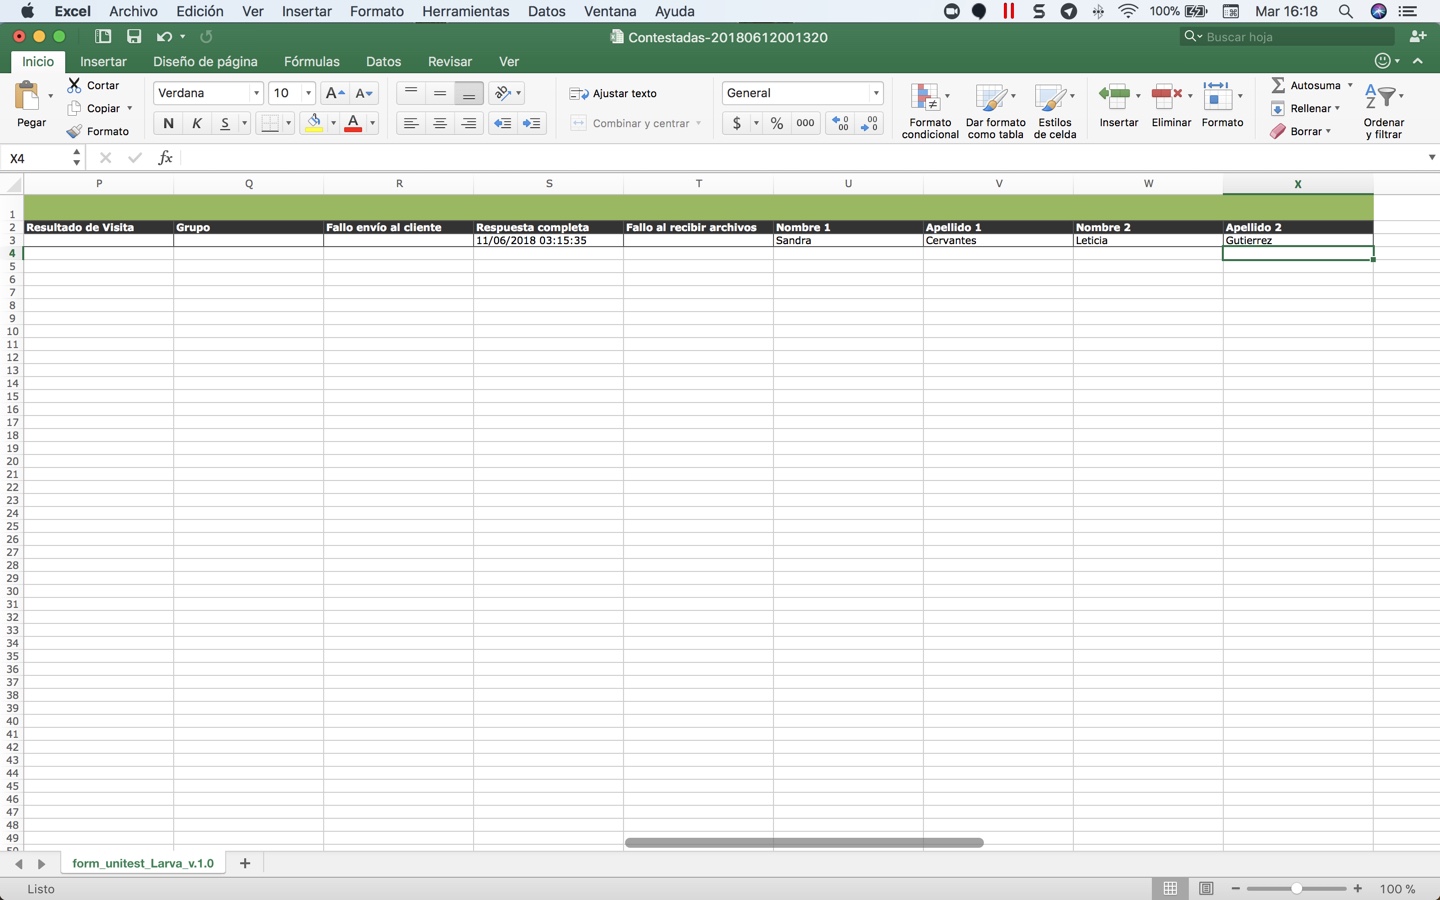 Excel Archivo Edición Ver Insertar Formato Herramientas Datos Ventana Ayuda 100% Mar 16:18
Contestadas-20180612001320 Buscar hoja
Inicio Insertar Diseño de página Fórmulas Datos Revisar Ver
Pegar Cortar Copiar Formato
Verdana 10 A A
N K S A
Ajustar texto
Combinar y centrar
General
$ % 000
Formato condicional
Dar formato como tabla
Estilos de celda
Insertar Eliminar Formato
Autosuma
Rellenar
Borrar
Ordenar y filtrar
X4 fx
P Q R S T U V W X
1
2 Resultado de Visita Grupo Fallo envío al cliente Respuesta completa Fallo al recibir archivos Nombre 1 Apellido 1 Nombre 2 Apellido 2
3 11/06/2018 03:15:35 Sandra Cervantes Leticia Gutierrez
4
5
6
7
8
9
10
11
12
13
14
15
16
17
18
19
20
21
22
23
24
25
26
27
28
29
30
31
32
33
34
35
36
37
38
39
40
41
42
43
44
45
46
47
48
49
form_unitest_Larva_v.1.0 +
Listo 100 %